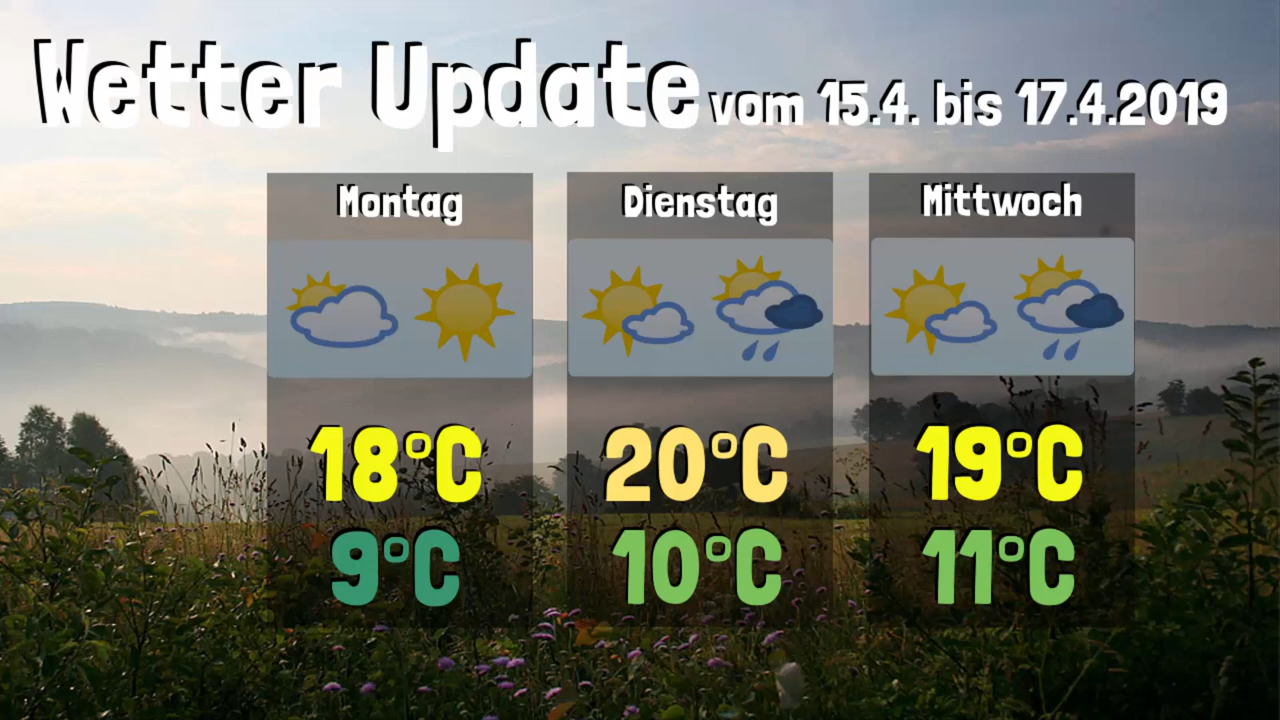 Wetter Update vom 15.4. bis 17.4.2019
Montag Dienstag Mittwoch
18°C 20°C 19°C
9°C 10°C 11°C